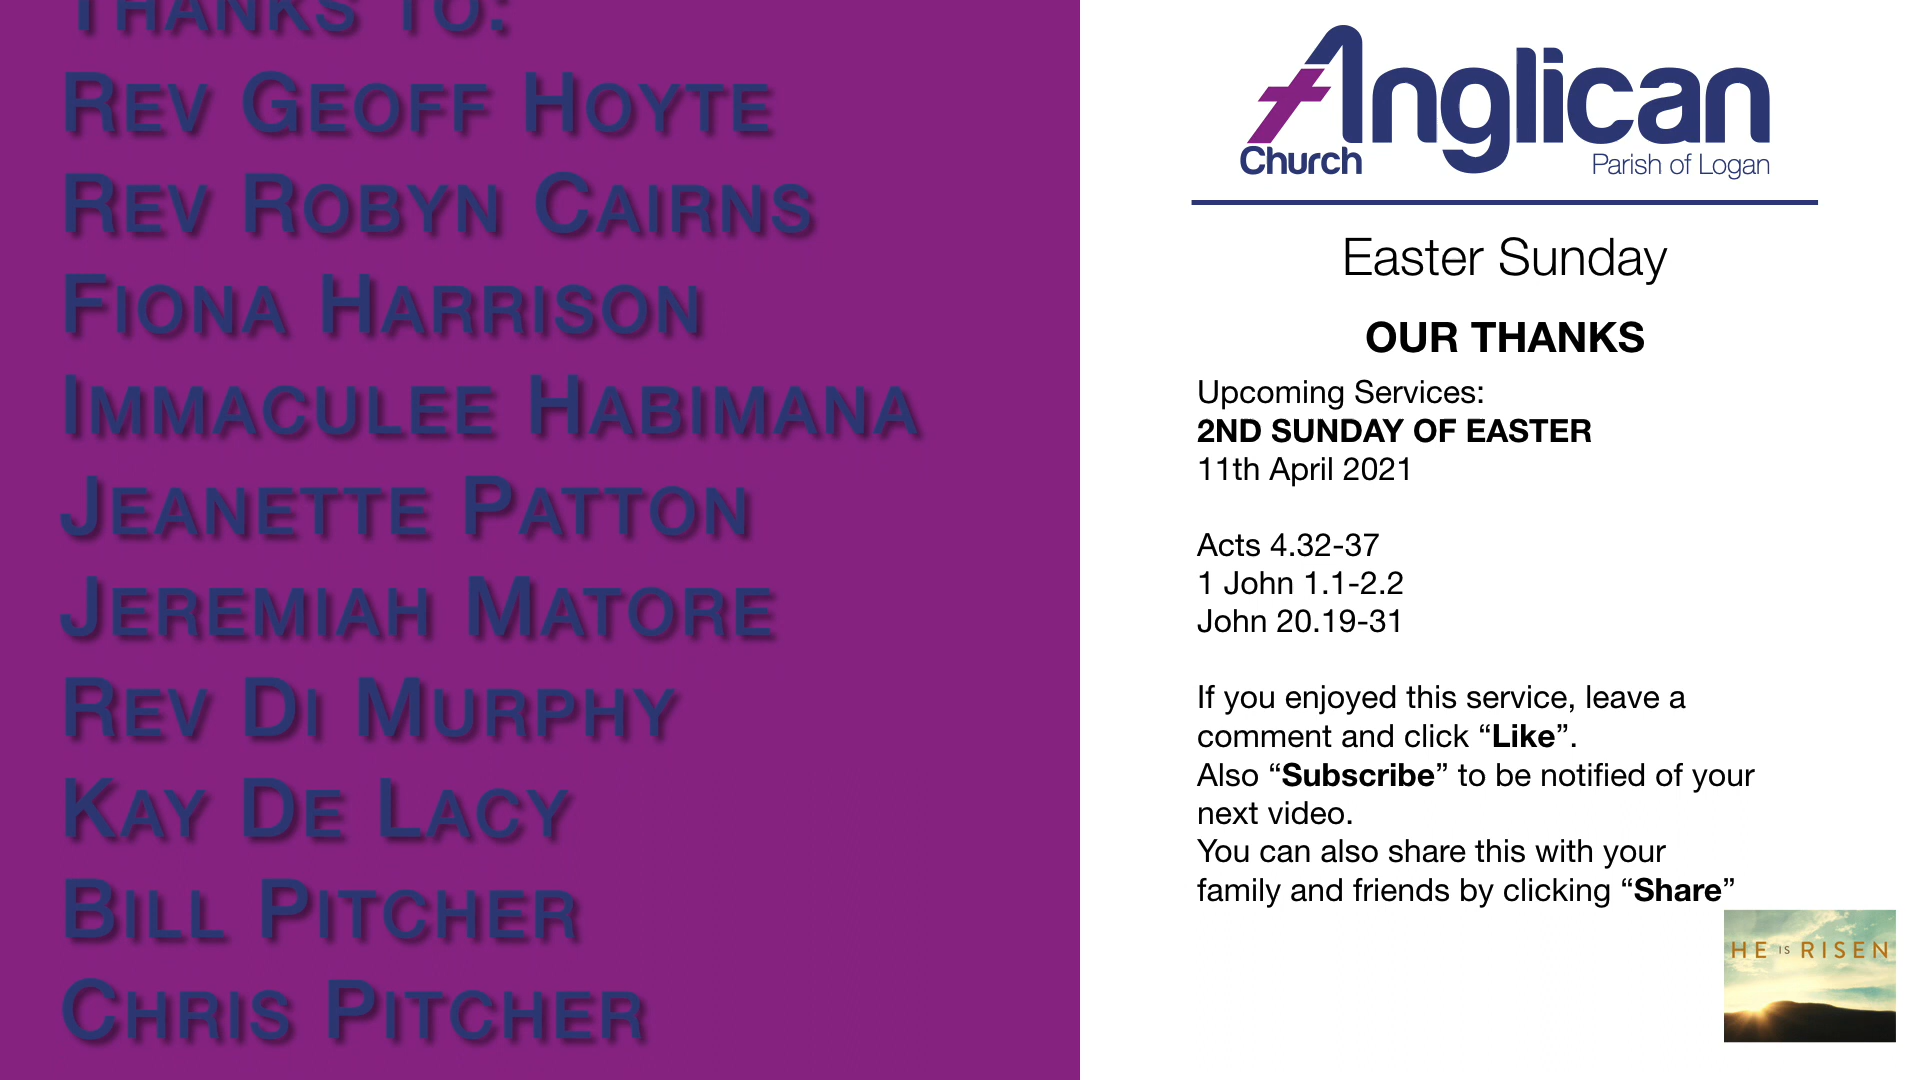 THANKS TO:
REV GEOFF HOYTE
REV ROBYN CAIRNS
FIONA HARRISON
IMMACULEE HABIMANA
JEANETTE PATTON
JEREMIAH MATORE
REV DI MURPHY
KAY DE LACY
BILL PITCHER
CHRIS PITCHER
Anglican
Church
Parish of Logan
Easter Sunday
OUR THANKS
Upcoming Services:
2ND SUNDAY OF EASTER
11th April 2021
Acts 4.32-37
1 John 1.1-2.2
John 20.19-31
If you enjoyed this service, leave a
comment and click “Like”.
Also “Subscribe” to be notified of your
next video.
You can also share this with your
family and friends by clicking “Share”
HE IS RISEN